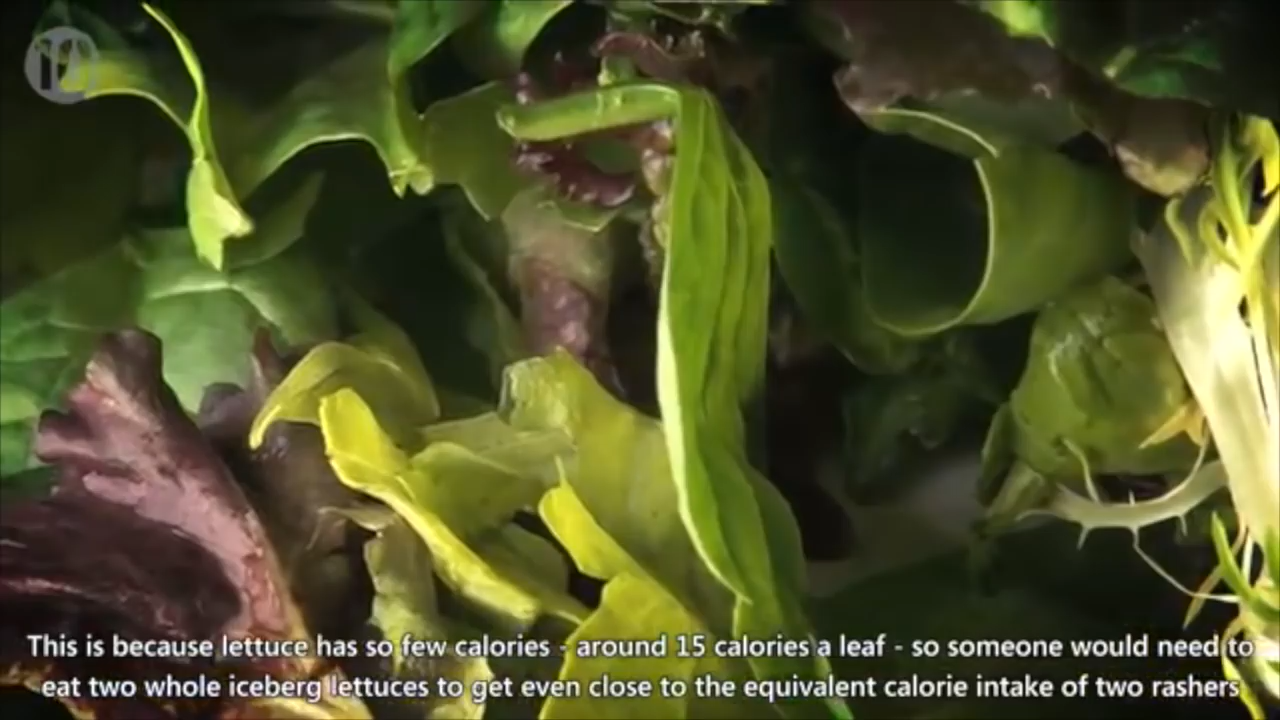 This is because lettuce has so few calories - around 15 calories a leaf - so someone would need to
eat two whole iceberg lettuces to get even close to the equivalent calorie intake of two rashers